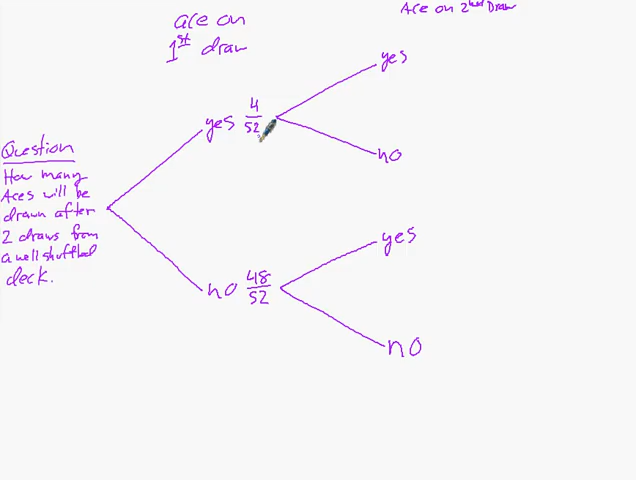 ace on
1st draw
Ace on 2nd Draw
Question
How many
Aces will be
drawn after
2 draws from
a well shuffled
deck.
yes 4/52
no 48/52
yes
no
yes
no